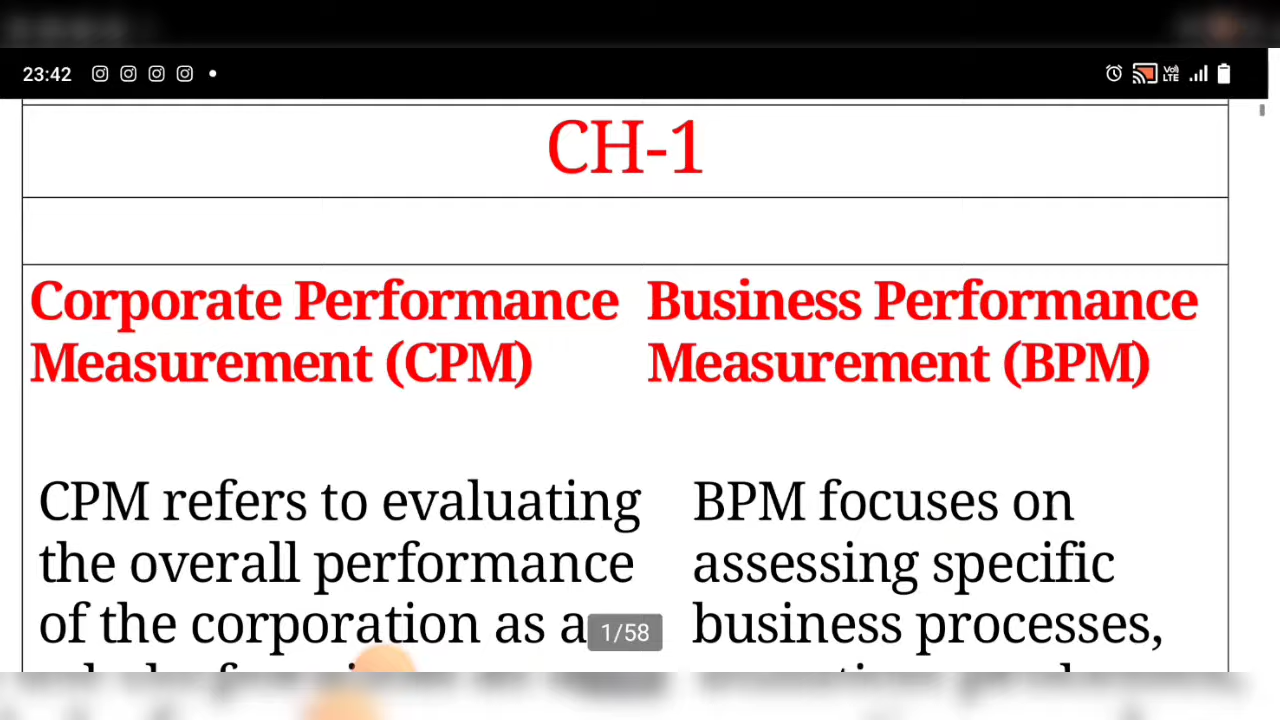 23:42
CH-1
Corporate Performance
Measurement (CPM)
Business Performance
Measurement (BPM)
CPM refers to evaluating
the overall performance
of the corporation as a
BPM focuses on
assessing specific
business processes,
1/58